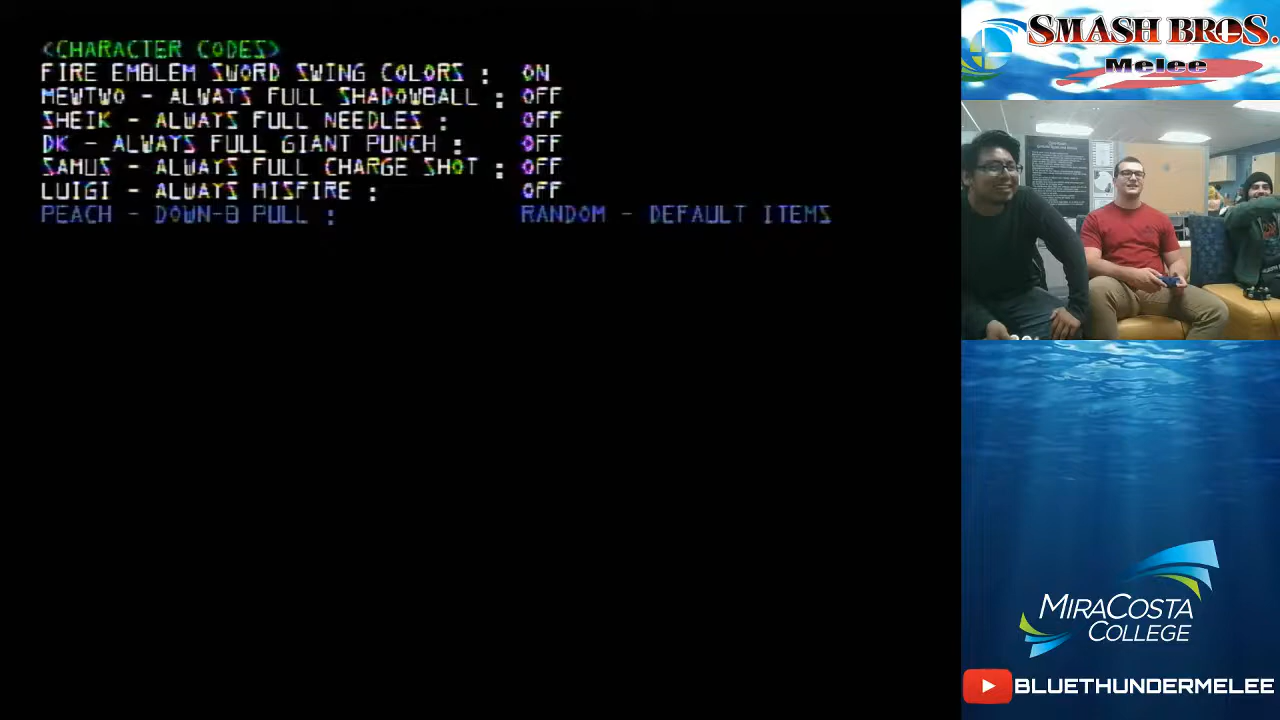 <CHARACTER CODES>
FIRE EMBLEM SWORD SWING COLORS : ON
MEWTWO - ALWAYS FULL SHADOWBALL : OFF
SHEIK - ALWAYS FULL NEEDLES : OFF
DK - ALWAYS FULL GIANT PUNCH : OFF
SAMUS - ALWAYS FULL CHARGE SHOT : OFF
LUIGI - ALWAYS MISFIRE : OFF
PEACH - DOWN-B PULL : RANDOM - DEFAULT ITEMS
SMASH BROS.
Melee
MIRACOSTA
COLLEGE
BLUETHUNDERMELEE